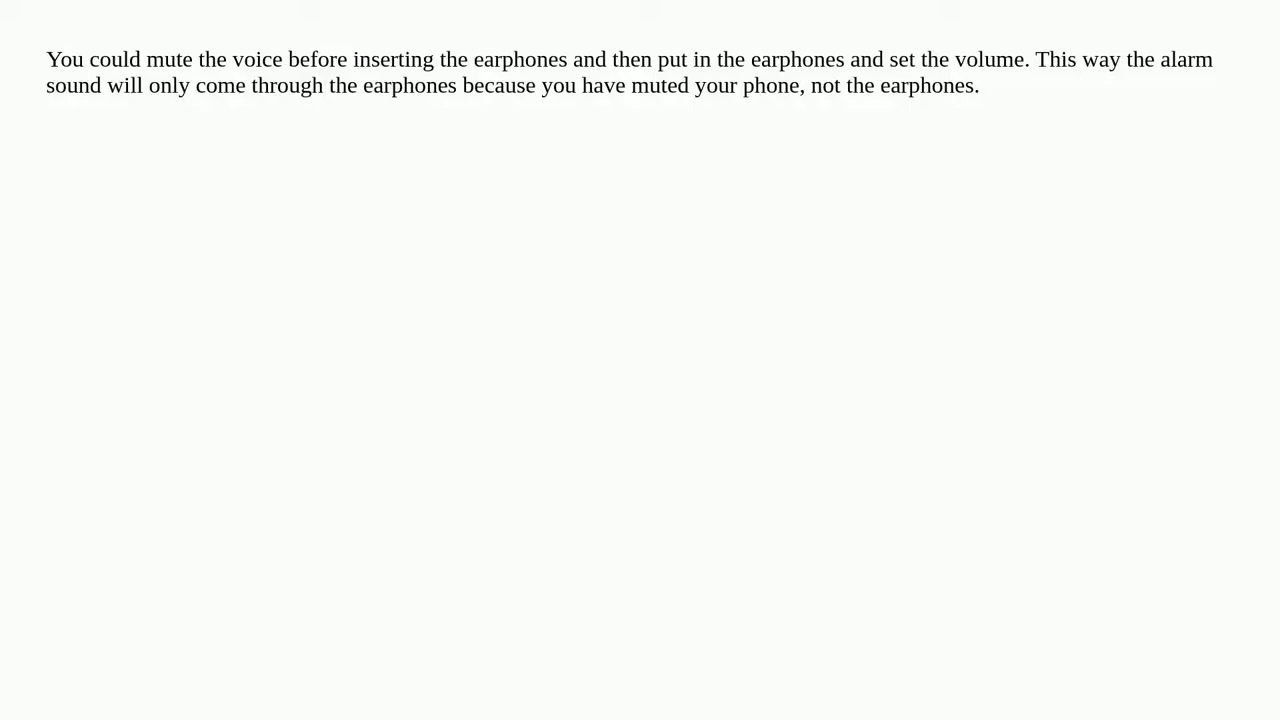 You could mute the voice before inserting the earphones and then put in the earphones and set the volume. This way the alarm
sound will only come through the earphones because you have muted your phone, not the earphones.